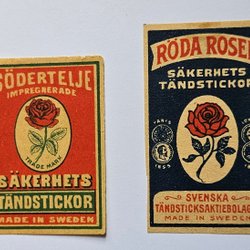 SÖDERTELJE
IMPREGNERADE
TRADE MARK
SÄKERHETS
TÄNDSTICKOR
MADE IN SWEDEN
RÖDA ROSEN
SÄKERHETS
TÄNDSTICKOR
PARIS
SVENSKA
TÄNDSTICKSAKTIEBOLAGET
MADE IN SWEDEN